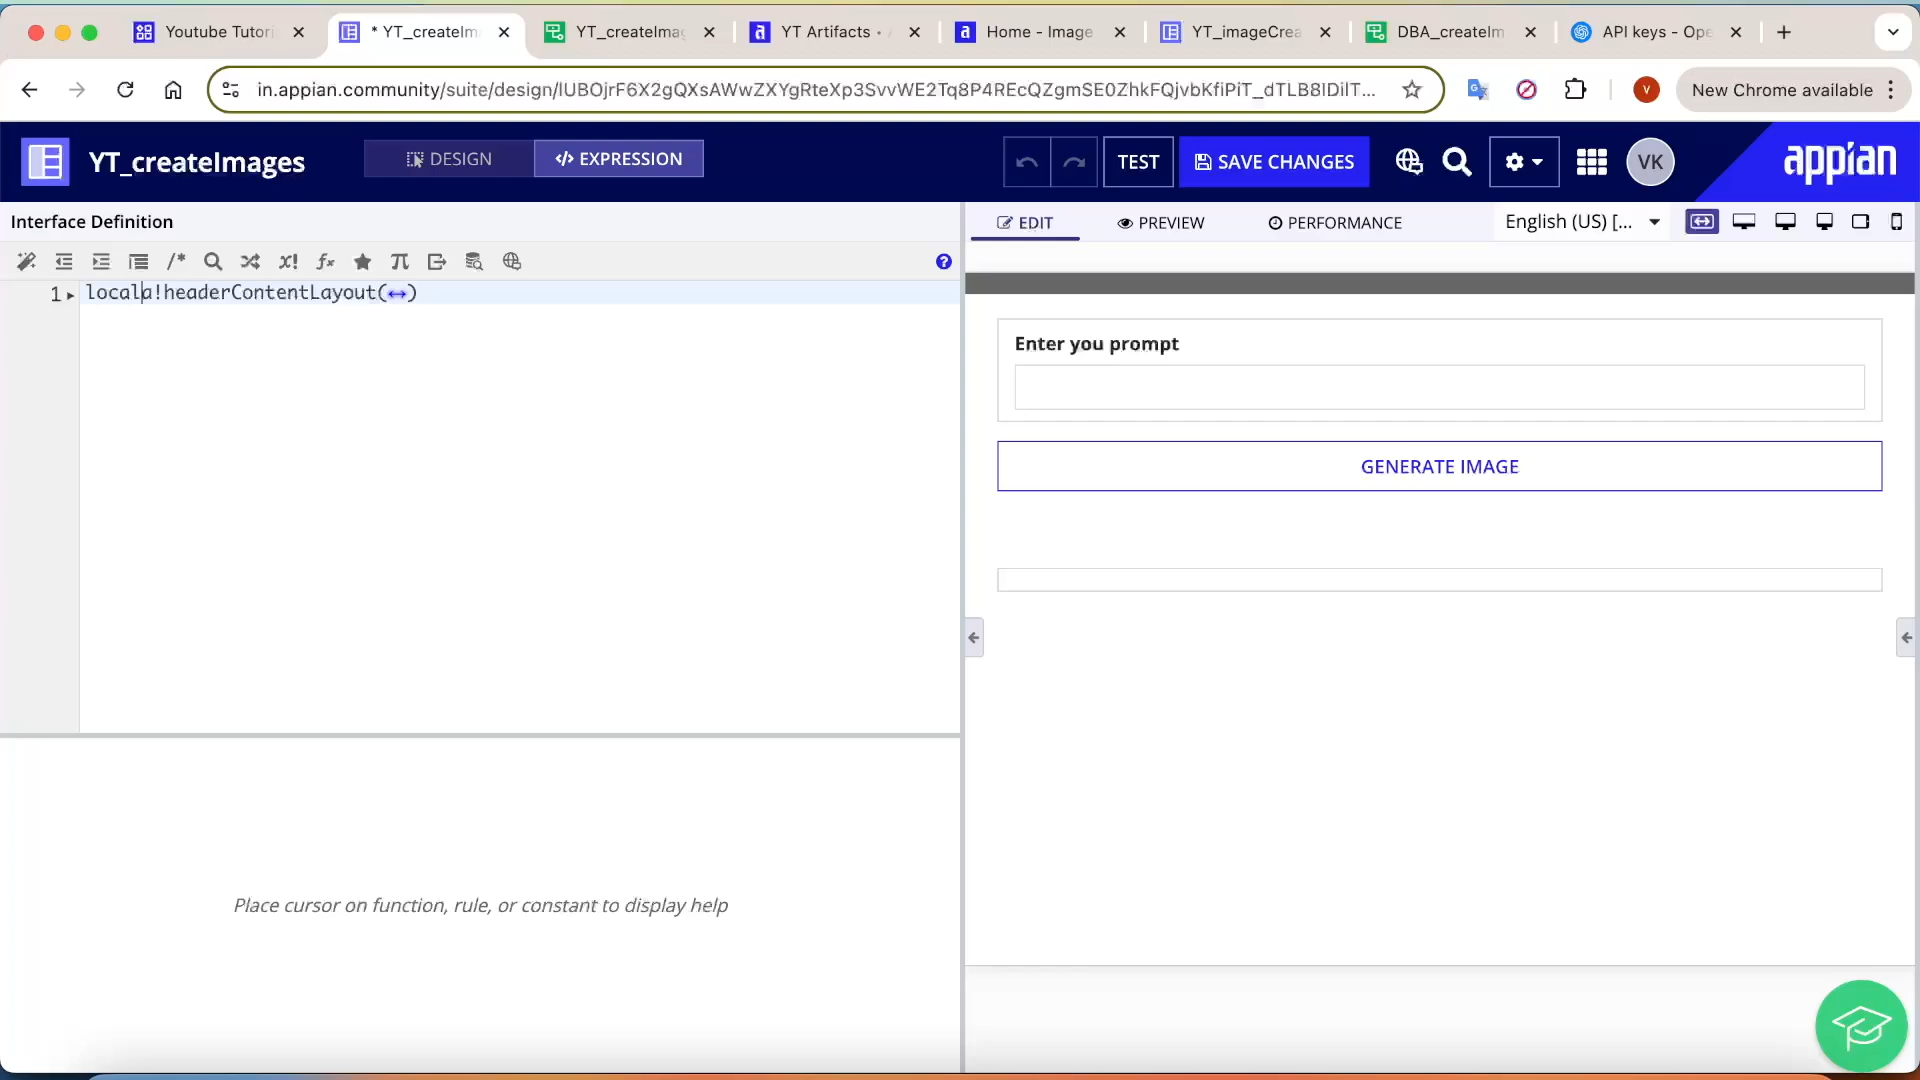 Youtube Tutori
* YT_createIm
YT_createImag
YT Artifacts •
Home - Image
YT_imageCrea
DBA_createIm
API keys - Ope
in.appian.community/suite/design/lUBOjrF6X2gQXsAWwZXYgRteXp3SvvWE2Tq8P4REcQZgmSE0ZhkFQjvbKfiPiT_dTLB8lDilT...
V
New Chrome available
YT_createImages
DESIGN
</> EXPRESSION
TEST
SAVE CHANGES
VK
appian
Interface Definition
EDIT
PREVIEW
PERFORMANCE
English (US) [...
1
locala!headerContentLayout(↔)
Enter you prompt
GENERATE IMAGE
Place cursor on function, rule, or constant to display help